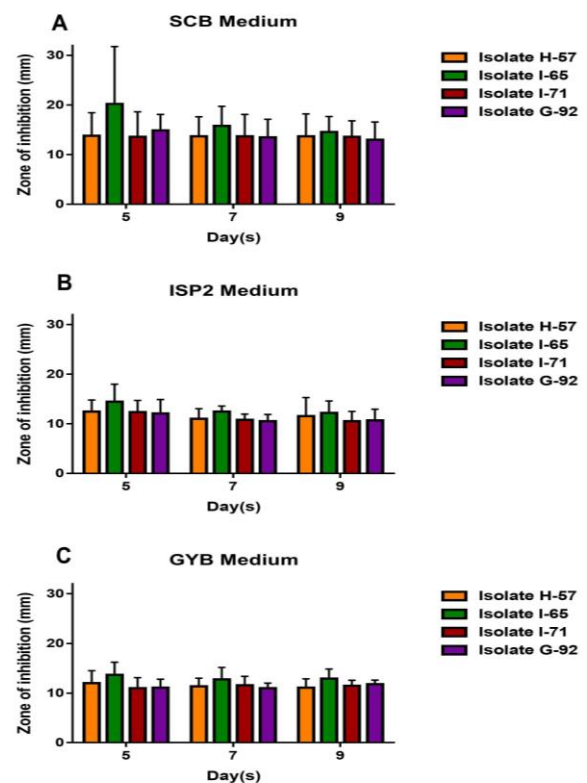 A
SCB Medium
Zone of inhibition (mm)
30
20
10
0
5 7 9
Day(s)
Isolate H-57
Isolate I-65
Isolate I-71
Isolate G-92
B
ISP2 Medium
Zone of inhibition (mm)
30
20
10
0
5 7 9
Day(s)
Isolate H-57
Isolate I-65
Isolate I-71
Isolate G-92
C
GYB Medium
Zone of inhibition (mm)
30
20
10
0
5 7 9
Day(s)
Isolate H-57
Isolate I-65
Isolate I-71
Isolate G-92